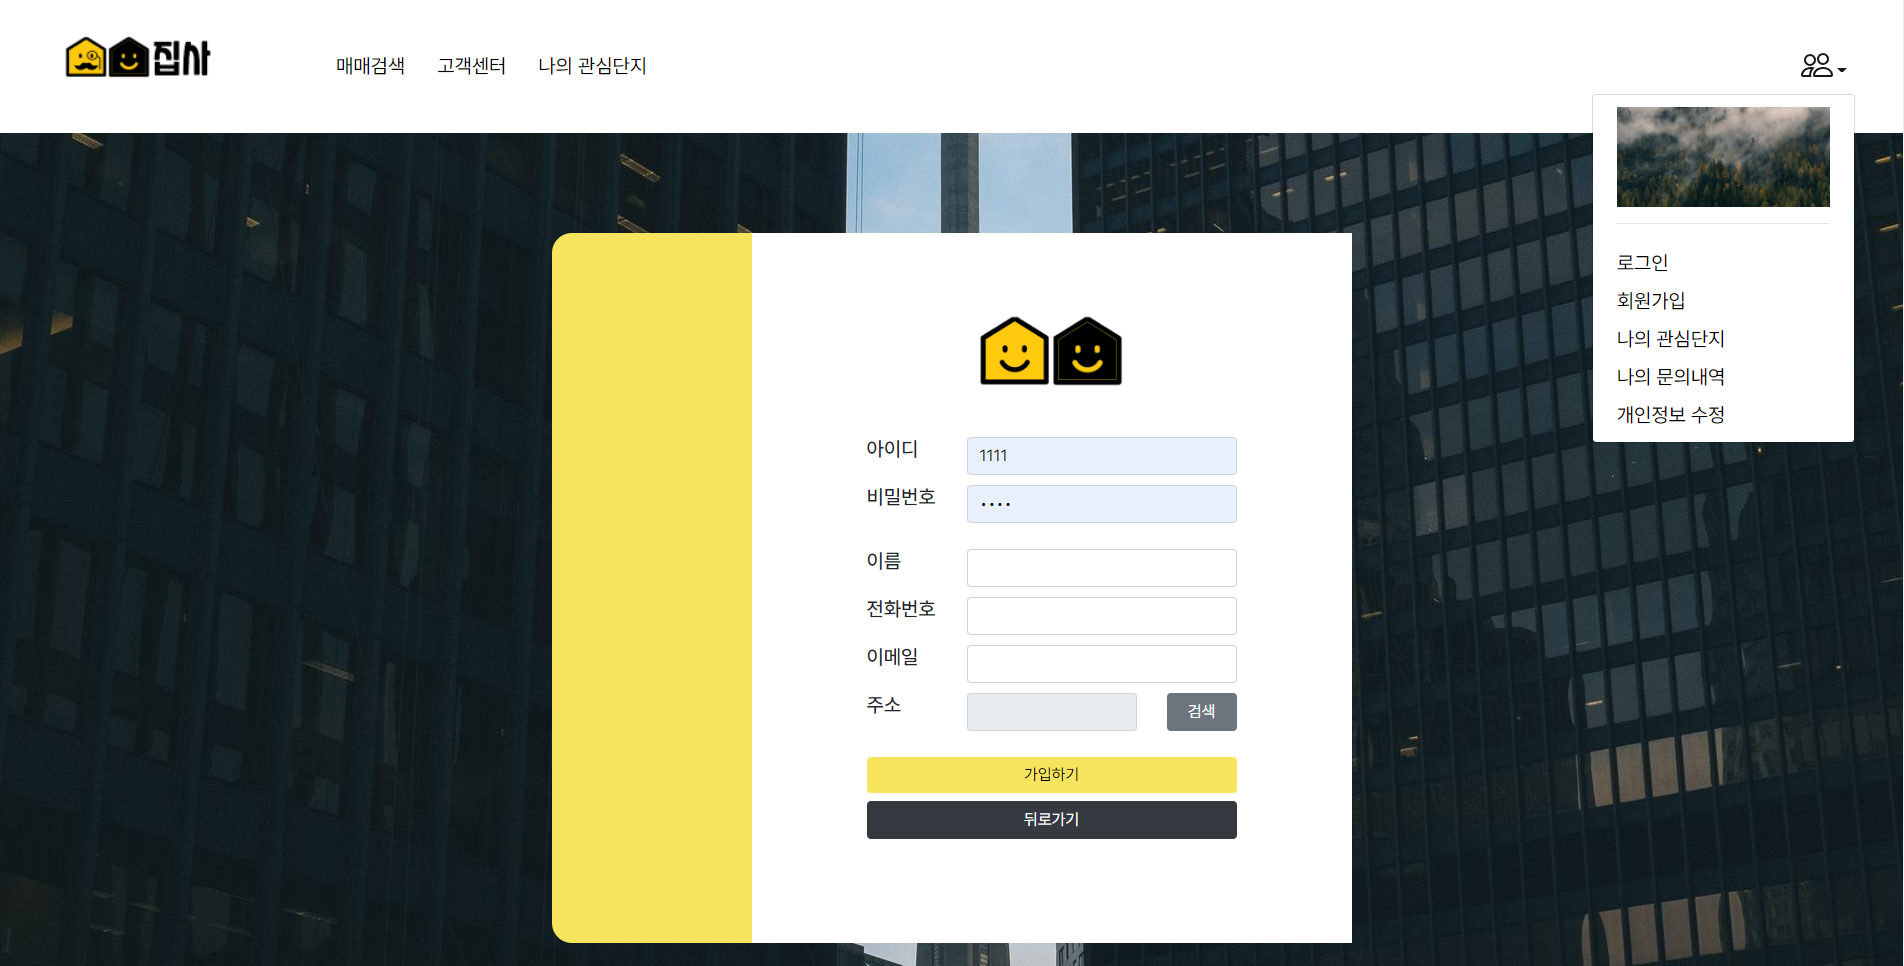 집사
매매검색 고객센터 나의 관심단지
로그인
회원가입
나의 관심단지
나의 문의내역
개인정보 수정
아이디 1111
비밀번호 ····
이름
전화번호
이메일
주소 검색
가입하기
뒤로가기